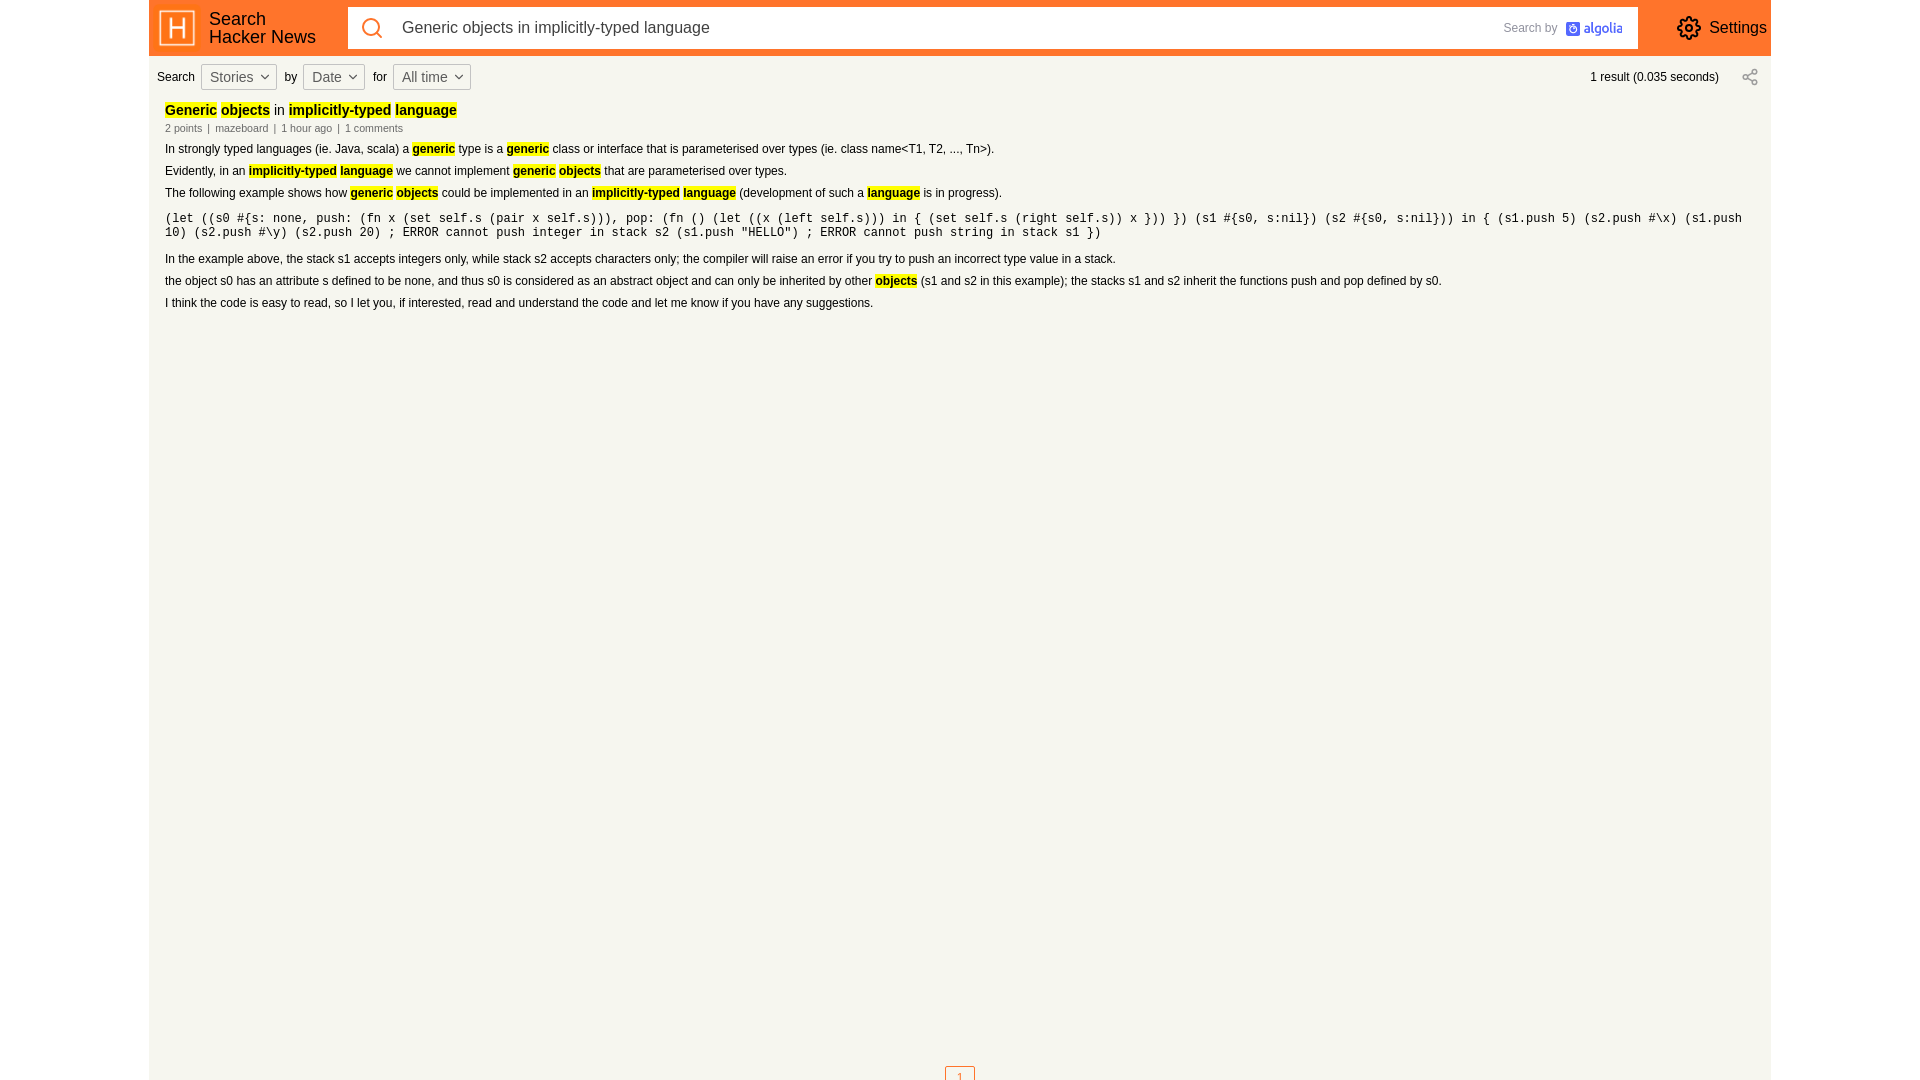 Search
Hacker News
Generic objects in implicitly-typed language
Search by algolia
Settings
Search Stories by Date for All time
1 result (0.035 seconds)
Generic objects in implicitly-typed language
2 points | mazeboard | 1 hour ago | 1 comments
In strongly typed languages (ie. Java, scala) a generic type is a generic class or interface that is parameterised over types (ie. class name<T1, T2, ..., Tn>).
Evidently, in an implicitly-typed language we cannot implement generic objects that are parameterised over types.
The following example shows how generic objects could be implemented in an implicitly-typed language (development of such a language is in progress).
(let ((s0 #{s: none, push: (fn x (set self.s (pair x self.s))), pop: (fn () (let ((x (left self.s))) in { (set self.s (right self.s)) x })) }) (s1 #{s0, s:nil}) (s2 #{s0, s:nil})) in { (s1.push 5) (s2.push #\x) (s1.push
10) (s2.push #\y) (s2.push 20) ; ERROR cannot push integer in stack s2 (s1.push "HELLO") ; ERROR cannot push string in stack s1 })
In the example above, the stack s1 accepts integers only, while stack s2 accepts characters only; the compiler will raise an error if you try to push an incorrect type value in a stack.
the object s0 has an attribute s defined to be none, and thus s0 is considered as an abstract object and can only be inherited by other objects (s1 and s2 in this example); the stacks s1 and s2 inherit the functions push and pop defined by s0.
I think the code is easy to read, so I let you, if interested, read and understand the code and let me know if you have any suggestions.
1